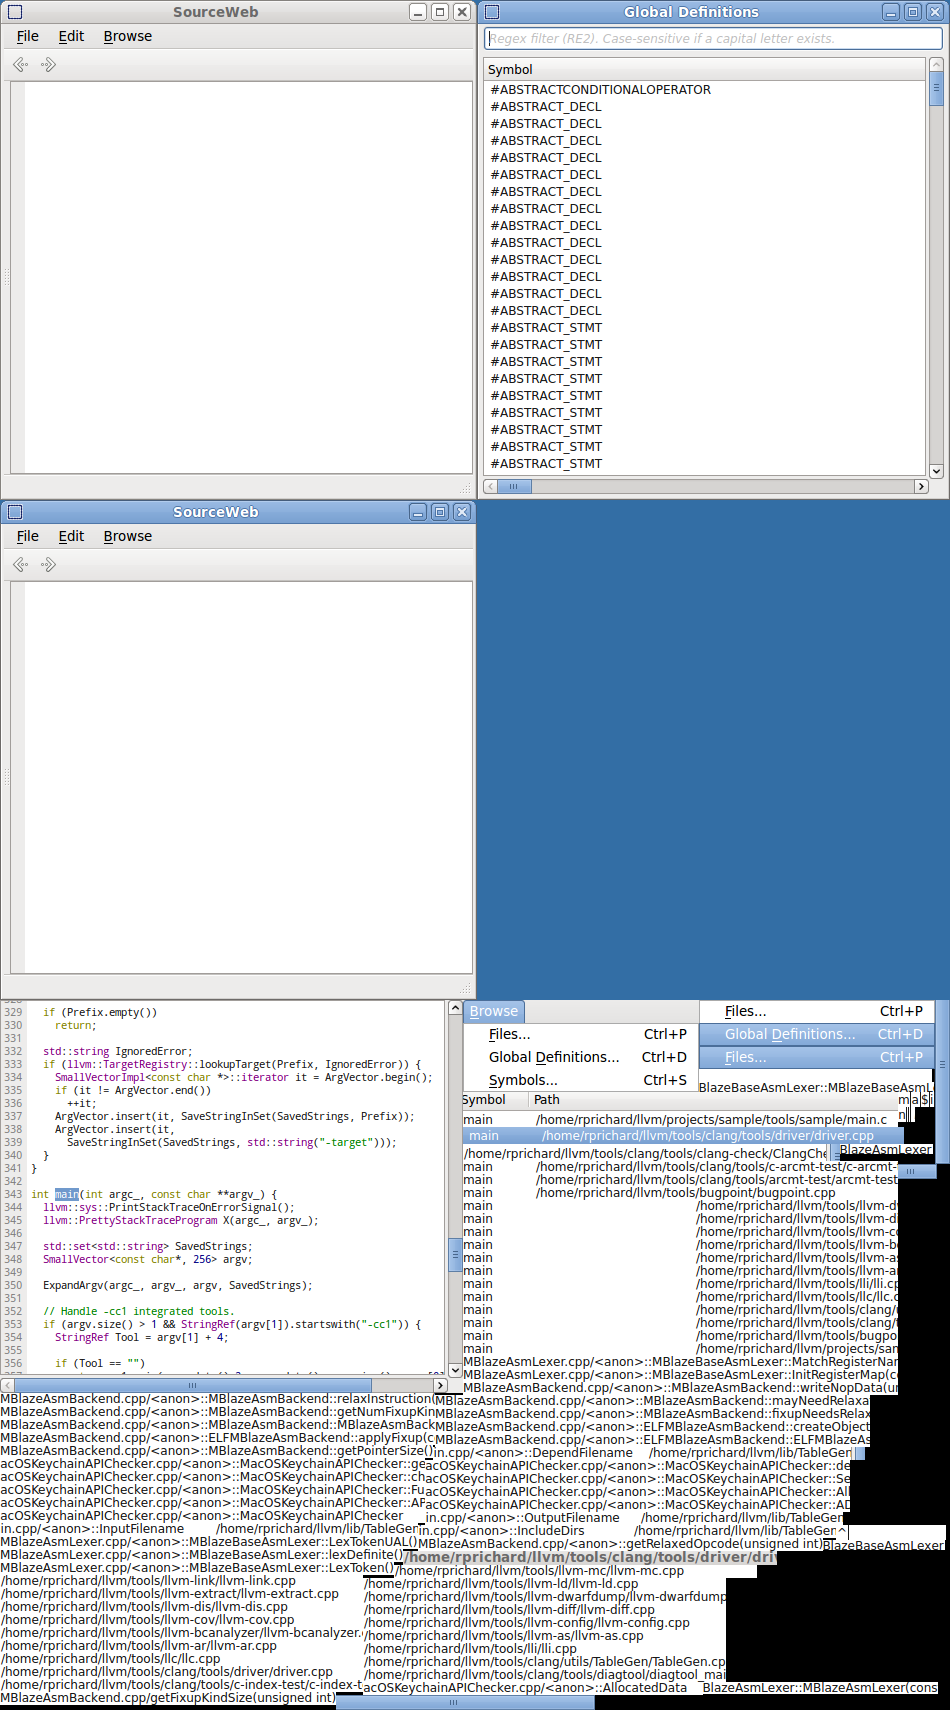 SourceWeb
File Edit Browse
Global Definitions
Regex filter (RE2). Case-sensitive if a capital letter exists.
Symbol
#ABSTRACTCONDITIONALOPERATOR
#ABSTRACT_DECL
#ABSTRACT_DECL
#ABSTRACT_DECL
#ABSTRACT_DECL
#ABSTRACT_DECL
#ABSTRACT_DECL
#ABSTRACT_DECL
#ABSTRACT_DECL
#ABSTRACT_DECL
#ABSTRACT_DECL
#ABSTRACT_DECL
#ABSTRACT_DECL
#ABSTRACT_DECL
#ABSTRACT_STMT
#ABSTRACT_STMT
#ABSTRACT_STMT
#ABSTRACT_STMT
#ABSTRACT_STMT
#ABSTRACT_STMT
#ABSTRACT_STMT
#ABSTRACT_STMT
#ABSTRACT_STMT
SourceWeb
File Edit Browse
329 if (Prefix.empty())
330 return;
331
332 std::string IgnoredError;
333 if (llvm::TargetRegistry::lookupTarget(Prefix, IgnoredError)) {
334 SmallVectorImpl<const char *>::iterator it = ArgVector.begin();
335 if (it != ArgVector.end())
336 ++it;
337 ArgVector.insert(it, SaveStringInSet(SavedStrings, Prefix));
338 ArgVector.insert(it,
339 SaveStringInSet(SavedStrings, std::string("-target")));
340 }
341 }
342
343 int main(int argc_, const char **argv_) {
344 llvm::sys::PrintStackTraceOnErrorSignal();
345 llvm::PrettyStackTraceProgram X(argc_, argv_);
346
347 std::set<std::string> SavedStrings;
348 SmallVector<const char*, 256> argv;
349
350 ExpandArgv(argc_, argv_, argv, SavedStrings);
351
352 // Handle -cc1 integrated tools.
353 if (argv.size() > 1 && StringRef(argv[1]).startswith("-cc1")) {
354 StringRef Tool = argv[1] + 4;
355
356 if (Tool == "")
Browse
Files... Ctrl+P
Global Definitions... Ctrl+D
Symbols... Ctrl+S
Files... Ctrl+P
Global Definitions... Ctrl+D
Files... Ctrl+P
BlazeBaseAsmLexer::MBlazeBaseAsmL
Symbol Path
main /home/rprichard/llvm/projects/sample/tools/sample/main.c
main /home/rprichard/llvm/tools/clang/tools/driver/driver.cpp
/home/rprichard/llvm/tools/clang/tools/clang-check/ClangChe
BlazeAsmLexer
main /home/rprichard/llvm/tools/clang/tools/c-arcmt-test/c-arcmt-
main /home/rprichard/llvm/tools/clang/tools/arcmt-test/arcmt-test
main /home/rprichard/llvm/tools/bugpoint/bugpoint.cpp
main /home/rprichard/llvm/tools/llvm-d
main /home/rprichard/llvm/tools/llvm-di
main /home/rprichard/llvm/tools/llvm-c
main /home/rprichard/llvm/tools/llvm-b
main /home/rprichard/llvm/tools/llvm-a
main /home/rprichard/llvm/tools/llvm-a
main /home/rprichard/llvm/tools/lli/lli.cp
main /home/rprichard/llvm/tools/llc/llc.
main /home/rprichard/llvm/tools/clang/
main /home/rprichard/llvm/tools/clang/
main /home/rprichard/llvm/tools/bugpo
main /home/rprichard/llvm/projects/san
MBlazeAsmLexer.cpp/<anon>::MBlazeBaseAsmLexer::MatchRegisterNar
MBlazeAsmLexer.cpp/<anon>::MBlazeBaseAsmLexer::InitRegisterMap(c
MBlazeAsmBackend.cpp/<anon>::MBlazeAsmBackend::writeNopData(u
MBlazeAsmBackend.cpp/<anon>::MBlazeAsmBackend::relaxInstruction(
MBlazeAsmBackend.cpp/<anon>::MBlazeAsmBackend::mayNeedRelaxa
MBlazeAsmBackend.cpp/<anon>::MBlazeAsmBackend::getNumFixupKin
MBlazeAsmBackend.cpp/<anon>::MBlazeAsmBackend::fixupNeedsRelax
MBlazeAsmBackend.cpp/<anon>::MBlazeAsmBackend::MBlazeAsmBack
MBlazeAsmBackend.cpp/<anon>::ELFMBlazeAsmBackend::createObject
MBlazeAsmBackend.cpp/<anon>::ELFMBlazeAsmBackend::applyFixup(c
MBlazeAsmBackend.cpp/<anon>::ELFMBlazeAsmBackend::ELFMBlazeAs
MBlazeAsmBackend.cpp/<anon>::MBlazeAsmBackend::getPointerSize()
in.cpp/<anon>::DependFilename /home/rprichard/llvm/lib/TableGen
acOSKeychainAPIChecker.cpp/<anon>::MacOSKeychainAPIChecker::ge
acOSKeychainAPIChecker.cpp/<anon>::MacOSKeychainAPIChecker::de
acOSKeychainAPIChecker.cpp/<anon>::MacOSKeychainAPIChecker::ch
acOSKeychainAPIChecker.cpp/<anon>::MacOSKeychainAPIChecker::Se
acOSKeychainAPIChecker.cpp/<anon>::MacOSKeychainAPIChecker::Fu
acOSKeychainAPIChecker.cpp/<anon>::MacOSKeychainAPIChecker::All
acOSKeychainAPIChecker.cpp/<anon>::MacOSKeychainAPIChecker::AP
acOSKeychainAPIChecker.cpp/<anon>::MacOSKeychainAPIChecker::AD
acOSKeychainAPIChecker.cpp/<anon>::MacOSKeychainAPIChecker
in.cpp/<anon>::OutputFilename /home/rprichard/llvm/lib/TableGen
in.cpp/<anon>::InputFilename /home/rprichard/llvm/lib/TableGen
in.cpp/<anon>::IncludeDirs /home/rprichard/llvm/lib/TableGen
MBlazeAsmLexer.cpp/<anon>::MBlazeBaseAsmLexer::LexTokenUAL()
MBlazeAsmBackend.cpp/<anon>::getRelaxedOpcode(unsigned int)
BlazeBaseAsmLexer
MBlazeAsmLexer.cpp/<anon>::MBlazeBaseAsmLexer::lexDefinite()
/home/rprichard/llvm/tools/clang/tools/driver/driv
MBlazeAsmLexer.cpp/<anon>::MBlazeBaseAsmLexer::LexToken()
/home/rprichard/llvm/tools/llvm-mc/llvm-mc.cpp
/home/rprichard/llvm/tools/llvm-link/llvm-link.cpp
/home/rprichard/llvm/tools/llvm-ld/llvm-ld.cpp
/home/rprichard/llvm/tools/llvm-extract/llvm-extract.cpp
/home/rprichard/llvm/tools/llvm-dwarfdump/llvm-dwarfdump
/home/rprichard/llvm/tools/llvm-dis/llvm-dis.cpp
/home/rprichard/llvm/tools/llvm-diff/llvm-diff.cpp
/home/rprichard/llvm/tools/llvm-cov/llvm-cov.cpp
/home/rprichard/llvm/tools/llvm-config/llvm-config.cpp
/home/rprichard/llvm/tools/llvm-bcanalyzer/llvm-bcanalyzer.
/home/rprichard/llvm/tools/llvm-as/llvm-as.cpp
/home/rprichard/llvm/tools/llvm-ar/llvm-ar.cpp
/home/rprichard/llvm/tools/lli/lli.cpp
/home/rprichard/llvm/tools/llc/llc.cpp
/home/rprichard/llvm/tools/clang/utils/TableGen/TableGen.cp
/home/rprichard/llvm/tools/clang/tools/driver/driver.cpp
/home/rprichard/llvm/tools/clang/tools/diagtool/diagtool_mai
/home/rprichard/llvm/tools/clang/tools/c-index-test/c-index-t
acOSKeychainAPIChecker.cpp/<anon>::AllocatedData
BlazeAsmLexer::MBlazeAsmLexer(cons
MBlazeAsmBackend.cpp/getFixupKindSize(unsigned int)